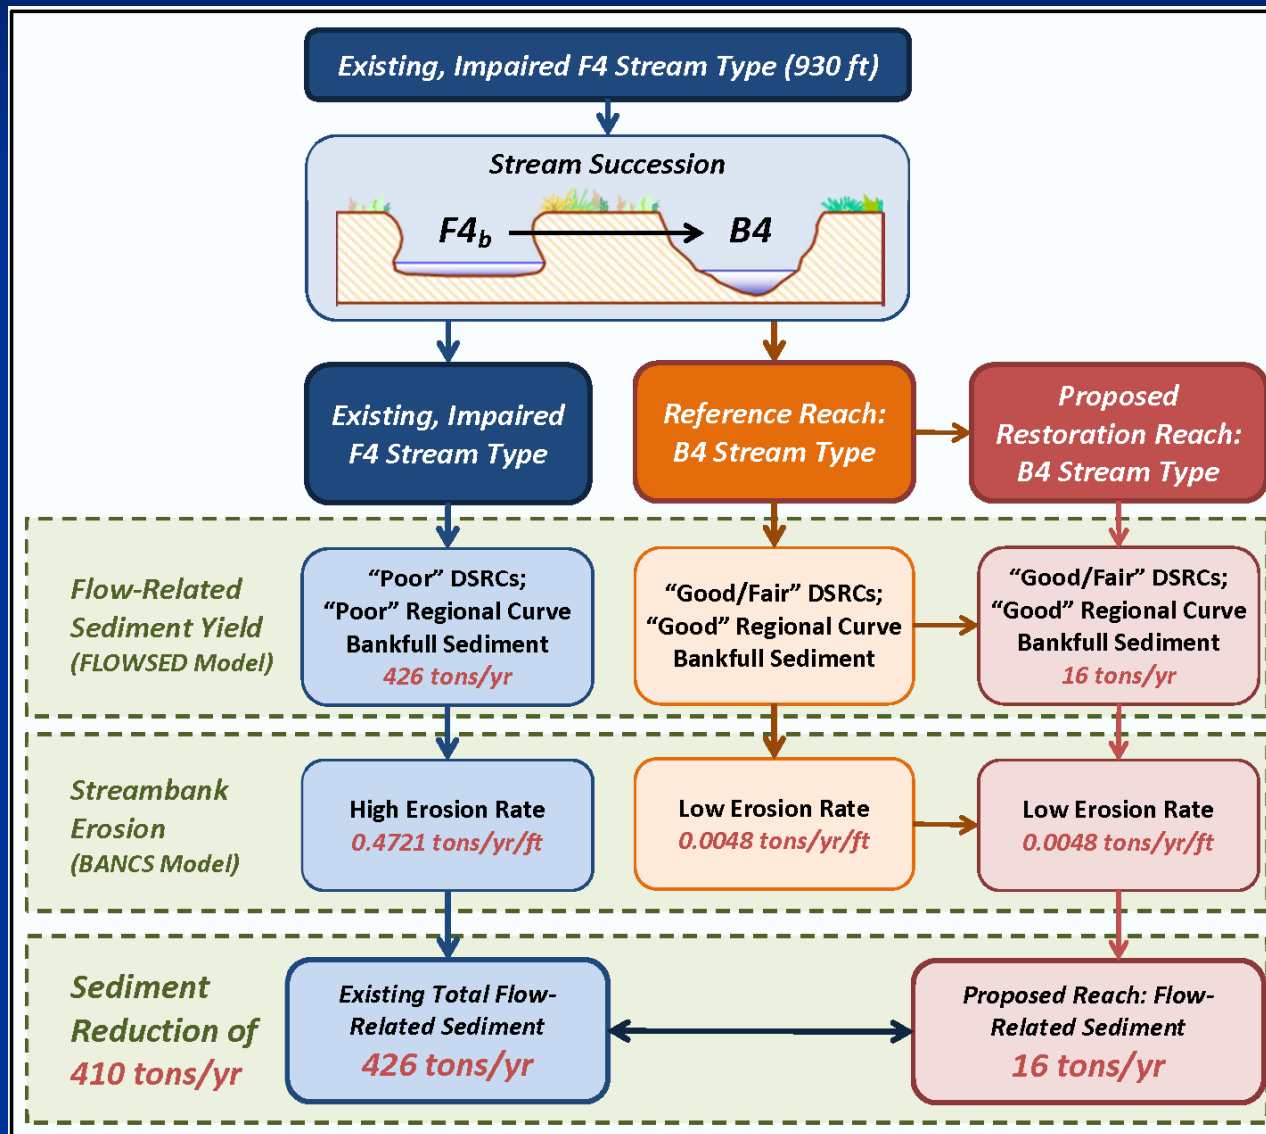 Existing, Impaired F4 Stream Type (930 ft)
Stream Succession
F4b
B4
Existing, Impaired
F4 Stream Type
Reference Reach:
B4 Stream Type
Proposed
Restoration Reach:
B4 Stream Type
Flow-Related
Sediment Yield
(FLOWSED Model)
“Poor” DSRCs;
“Poor” Regional Curve
Bankfull Sediment
426 tons/yr
“Good/Fair” DSRCs;
“Good” Regional Curve
Bankfull Sediment
“Good/Fair” DSRCs;
“Good” Regional Curve
Bankfull Sediment
16 tons/yr
Streambank
Erosion
(BANCS Model)
High Erosion Rate
0.4721 tons/yr/ft
Low Erosion Rate
0.0048 tons/yr/ft
Low Erosion Rate
0.0048 tons/yr/ft
Sediment
Reduction of
410 tons/yr
Existing Total Flow-
Related Sediment
426 tons/yr
Proposed Reach: Flow-
Related Sediment
16 tons/yr